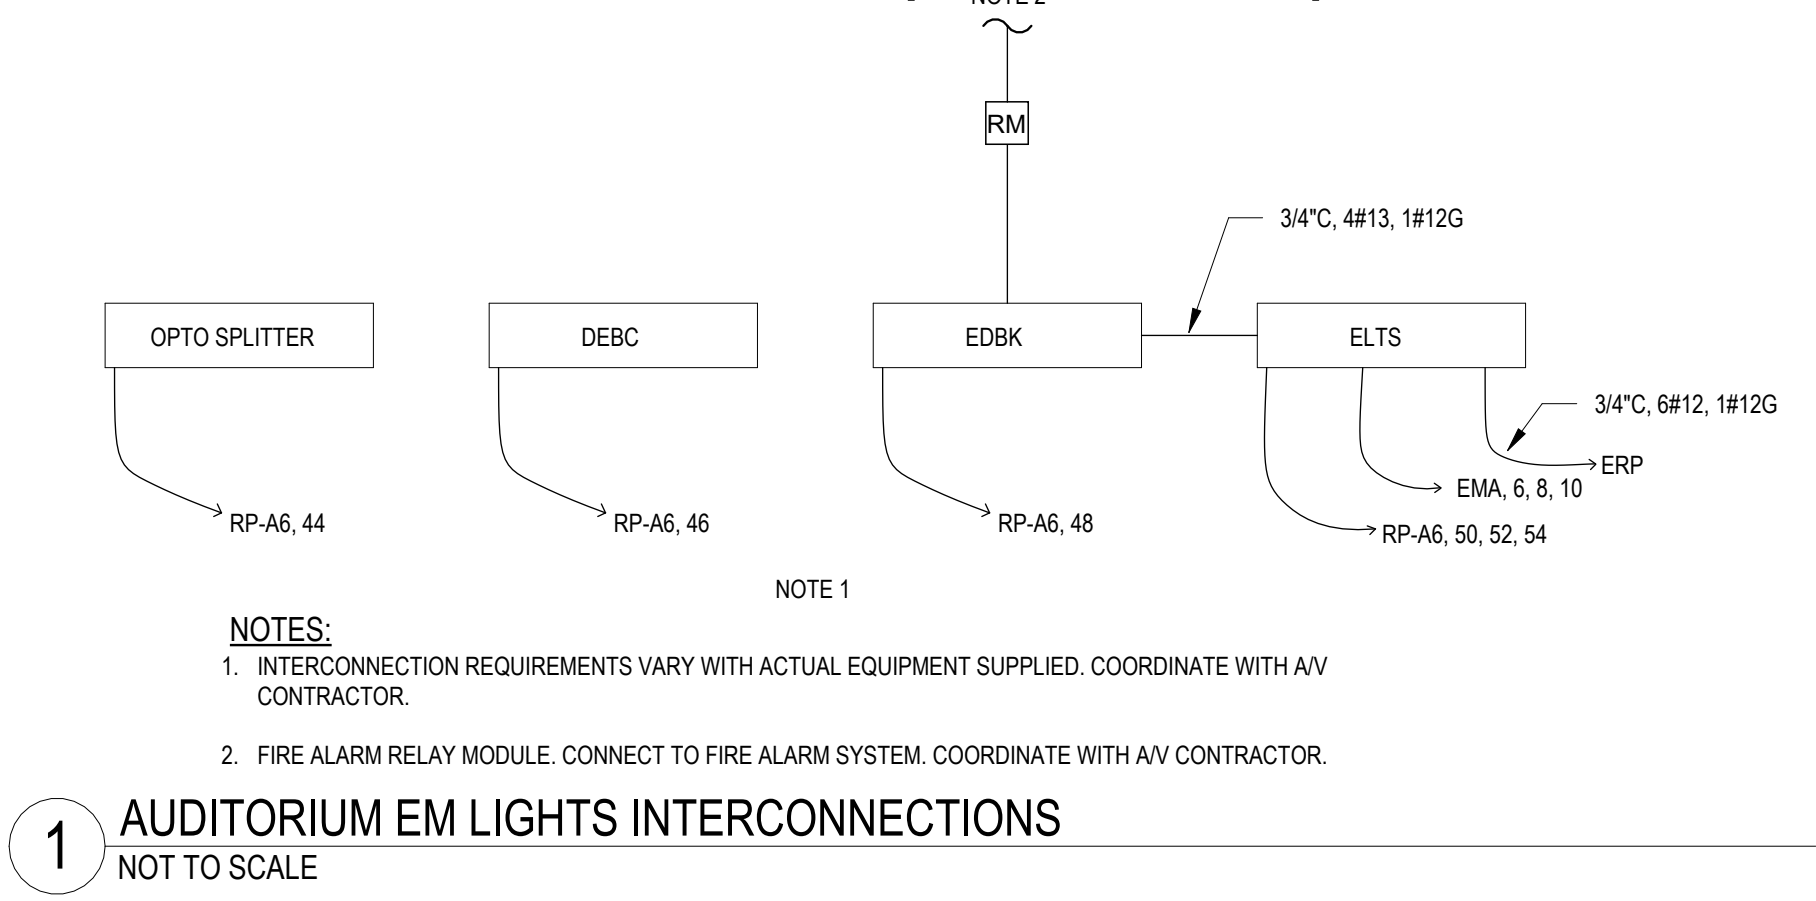 NOTE 2
RM
3/4"C, 4#13, 1#12G
OPTO SPLITTER
DEBC
EDBK
ELTS
3/4"C, 6#12, 1#12G
ERP
EMA, 6, 8, 10
RP-A6, 44
RP-A6, 46
RP-A6, 48
RP-A6, 50, 52, 54
NOTE 1
NOTES:
1. INTERCONNECTION REQUIREMENTS VARY WITH ACTUAL EQUIPMENT SUPPLIED. COORDINATE WITH A/V
CONTRACTOR.
2. FIRE ALARM RELAY MODULE. CONNECT TO FIRE ALARM SYSTEM. COORDINATE WITH A/V CONTRACTOR.
1
AUDITORIUM EM LIGHTS INTERCONNECTIONS
NOT TO SCALE